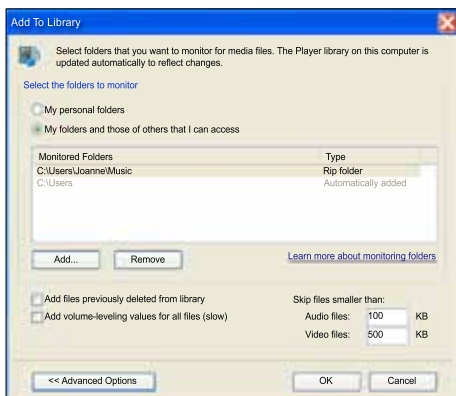 Add To Library
Select folders that you want to monitor for media files. The Player library on this computer is
updated automatically to reflect changes.
Select the folders to monitor
My personal folders
My folders and those of others that I can access
Monitored Folders Type
C:\Users\Joanne\Music Rip folder
C:\Users Automatically added
Add... Remove Learn more about monitoring folders
Add files previously deleted from library Skip files smaller than:
Add volume-leveling values for all files (slow) Audio files: 100 KB
Video files: 500 KB
<< Advanced Options OK Cancel